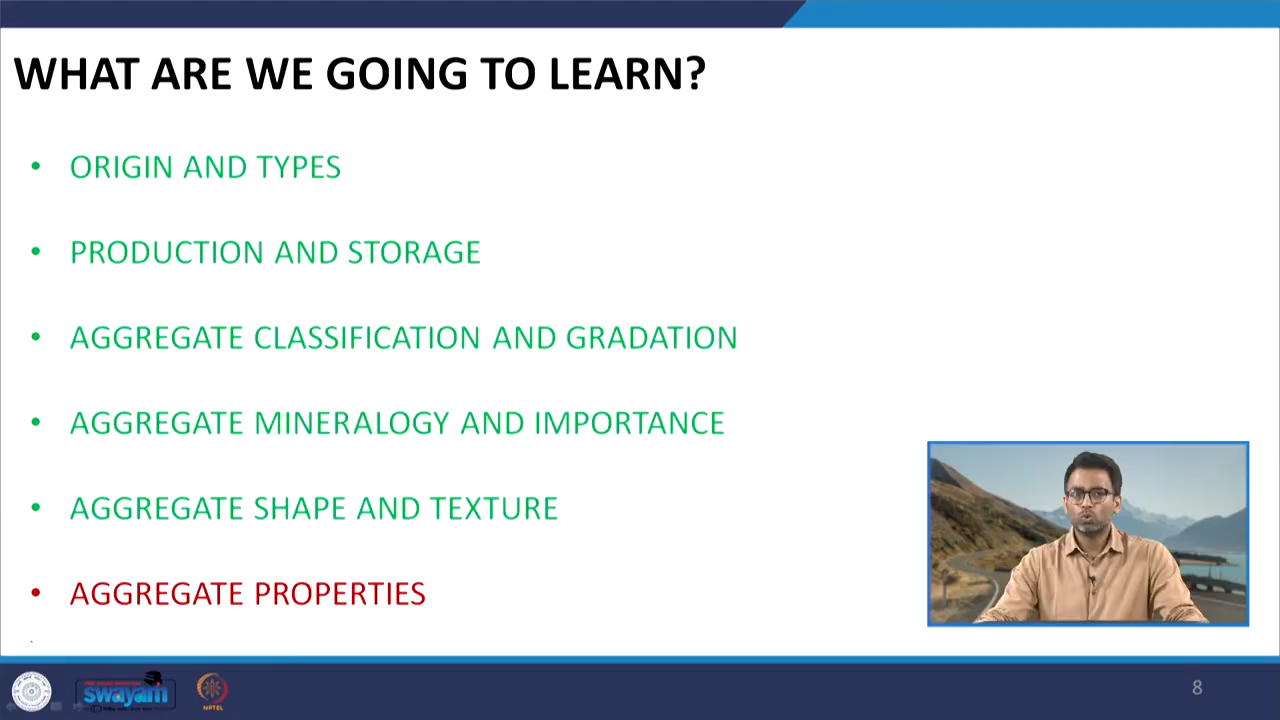 WHAT ARE WE GOING TO LEARN?
• ORIGIN AND TYPES
• PRODUCTION AND STORAGE
• AGGREGATE CLASSIFICATION AND GRADATION
• AGGREGATE MINERALOGY AND IMPORTANCE
• AGGREGATE SHAPE AND TEXTURE
• AGGREGATE PROPERTIES
.
swayam
NPTEL
8